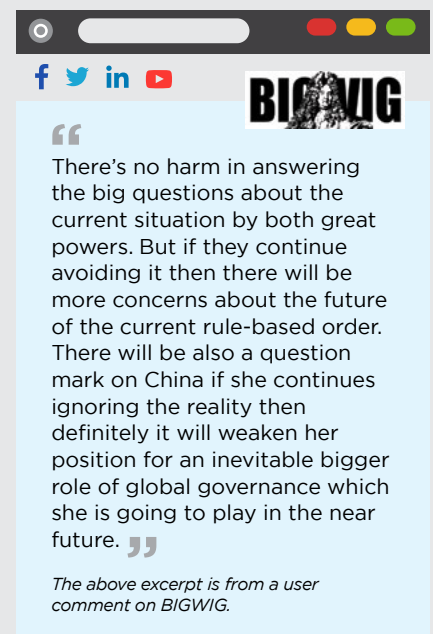 BIGWIG
“
There’s no harm in answering
the big questions about the
current situation by both great
powers. But if they continue
avoiding it then there will be
more concerns about the future
of the current rule-based order.
There will be also a question
mark on China if she continues
ignoring the reality then
definitely it will weaken her
position for an inevitable bigger
role of global governance which
she is going to play in the near
future. ”
The above excerpt is from a user
comment on BIGWIG.